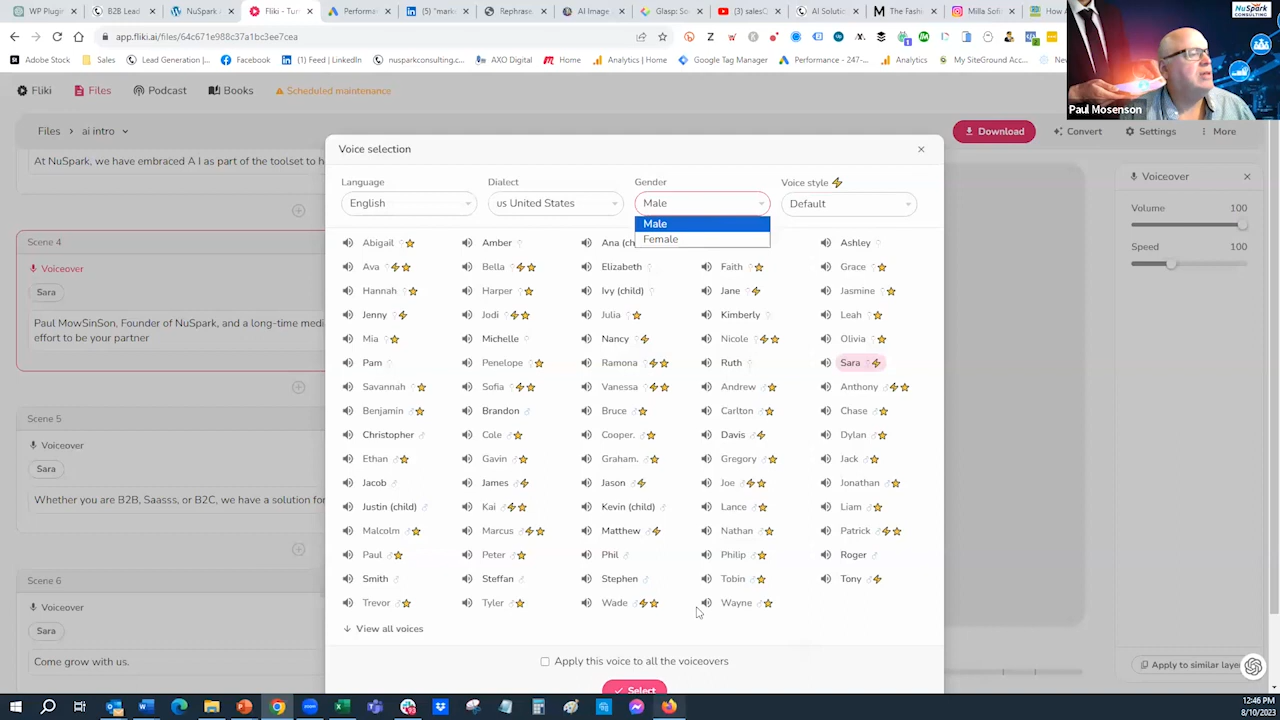 WP Plugin
B2B Lead
NuSpark
Fliki - Tur
Performanc
("mark
Rephrase
AI Image
Glasp: So
(3) salesC
AI Solution
The Fashe
Milla Sofi
How A
app.fliki.ai/files/64c671e988c37a1bc3ee7cea
Adobe Stock
Sales
Lead Generation |...
Facebook
(1) Feed | LinkedIn
nusparkconsulting.c...
AXO Digital
Home
Analytics | Home
Google Tag Manager
Performance - 247-...
Analytics
My SiteGround Acc...
NuSpark
CONSULTING
Paul Mosenson
Fliki
Files
Podcast
Books
Scheduled maintenance
Files
ai intro
Download
Convert
Settings
More
At NuSpark, we have embraced A I as part of the toolset to h
Scene 4
Voiceover
Sara
Paul MowSinSon, Founder of NuSpark, and a long-time medi
effort to be your partner
Scene 5
Voiceover
Sara
Whether you are B2B, Saasss, or B2C, we have a solution for
Scene 6
Voiceover
Sara
Come grow with us.
Voice selection
Language
Dialect
Gender
Voice style
English
us United States
Male
Default
Male
Female
Abigail
Amber
Ana (ch
Ashley
Ava
Bella
Elizabeth
Faith
Grace
Hannah
Harper
Ivy (child)
Jane
Jasmine
Jenny
Jodi
Julia
Kimberly
Leah
Mia
Michelle
Nancy
Nicole
Olivia
Pam
Penelope
Ramona
Ruth
Sara
Savannah
Sofia
Vanessa
Andrew
Anthony
Benjamin
Brandon
Bruce
Carlton
Chase
Christopher
Cole
Cooper.
Davis
Dylan
Ethan
Gavin
Graham.
Gregory
Jack
Jacob
James
Jason
Joe
Jonathan
Justin (child)
Kai
Kevin (child)
Lance
Liam
Malcolm
Marcus
Matthew
Nathan
Patrick
Paul
Peter
Phil
Philip
Roger
Smith
Steffan
Stephen
Tobin
Tony
Trevor
Tyler
Wade
Wayne
View all voices
Apply this voice to all the voiceovers
Select
Voiceover
Volume
100
Speed
100
Apply to similar laye
12:46 PM
8/10/2023